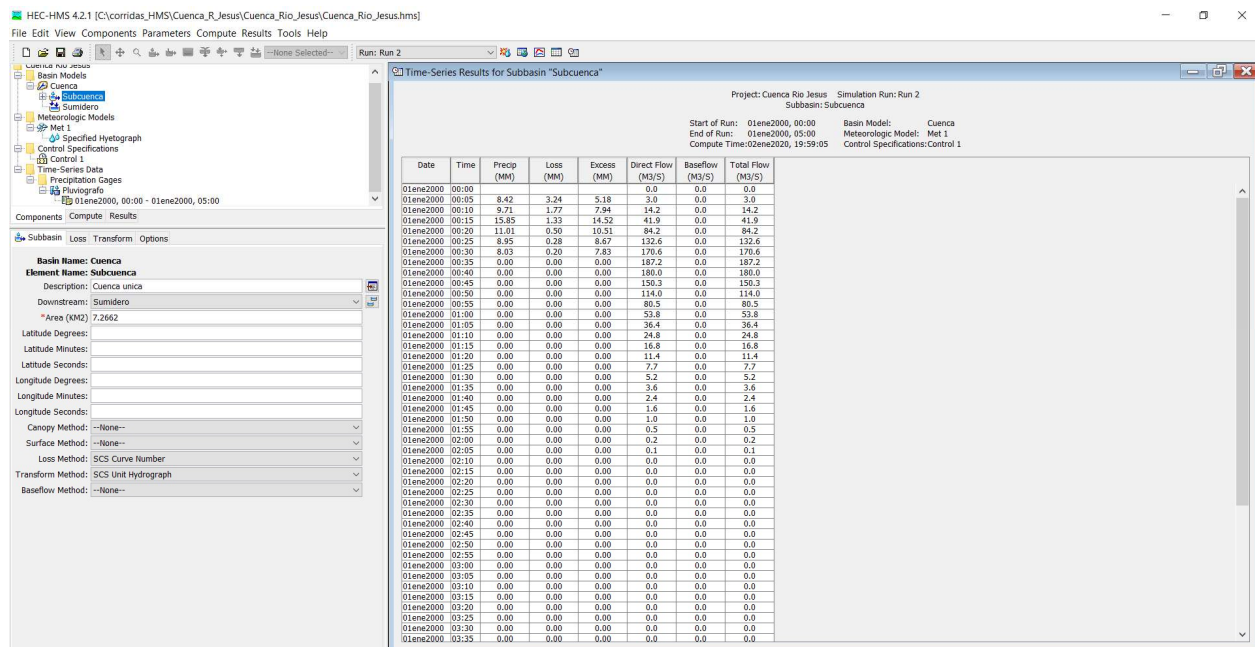 HEC-HMS 4.2.1 [C:\corridas_HMS\Cuenca_R_Jesus\Cuenca_Rio_Jesus\Cuenca_Rio_Jesus.hms]
File Edit View Components Parameters Compute Results Tools Help
--None Selected-- Run: Run 2
Cuenca Rio Jesus
Basin Models
Cuenca
Subcuenca
Sumidero
Meteorologic Models
Met 1
Specified Hyetograph
Control Specifications
Control 1
Time-Series Data
Precipitation Gages
Pluviografo
01ene2000, 00:00 - 01ene2000, 05:00
Components Compute Results
Subbasin Loss Transform Options
Basin Name: Cuenca
Element Name: Subcuenca
Description: Cuenca unica
Downstream: Sumidero
*Area (KM2) 7.2662
Latitude Degrees:
Latitude Minutes:
Latitude Seconds:
Longitude Degrees:
Longitude Minutes:
Longitude Seconds:
Canopy Method: --None--
Surface Method: --None--
Loss Method: SCS Curve Number
Transform Method: SCS Unit Hydrograph
Baseflow Method: --None--
Time-Series Results for Subbasin "Subcuenca"
Project: Cuenca Rio Jesus Simulation Run: Run 2
Subbasin: Subcuenca
Start of Run: 01ene2000, 00:00 Basin Model: Cuenca
End of Run: 01ene2000, 05:00 Meteorologic Model: Met 1
Compute Time:02ene2020, 19:59:05 Control Specifications:Control 1
Date Time Precip Loss Excess Direct Flow Baseflow Total Flow
(MM) (MM) (MM) (M3/S) (M3/S) (M3/S)
01ene2000 00:00 0.0 0.0 0.0
01ene2000 00:05 8.42 3.24 5.18 3.0 0.0 3.0
01ene2000 00:10 9.71 1.77 7.94 14.2 0.0 14.2
01ene2000 00:15 15.85 1.33 14.52 41.9 0.0 41.9
01ene2000 00:20 11.01 0.50 10.51 84.2 0.0 84.2
01ene2000 00:25 8.95 0.28 8.67 132.6 0.0 132.6
01ene2000 00:30 8.03 0.20 7.83 170.6 0.0 170.6
01ene2000 00:35 0.00 0.00 0.00 187.2 0.0 187.2
01ene2000 00:40 0.00 0.00 0.00 180.0 0.0 180.0
01ene2000 00:45 0.00 0.00 0.00 150.3 0.0 150.3
01ene2000 00:50 0.00 0.00 0.00 114.0 0.0 114.0
01ene2000 00:55 0.00 0.00 0.00 80.5 0.0 80.5
01ene2000 01:00 0.00 0.00 0.00 53.8 0.0 53.8
01ene2000 01:05 0.00 0.00 0.00 36.4 0.0 36.4
01ene2000 01:10 0.00 0.00 0.00 24.8 0.0 24.8
01ene2000 01:15 0.00 0.00 0.00 16.8 0.0 16.8
01ene2000 01:20 0.00 0.00 0.00 11.4 0.0 11.4
01ene2000 01:25 0.00 0.00 0.00 7.7 0.0 7.7
01ene2000 01:30 0.00 0.00 0.00 5.2 0.0 5.2
01ene2000 01:35 0.00 0.00 0.00 3.6 0.0 3.6
01ene2000 01:40 0.00 0.00 0.00 2.4 0.0 2.4
01ene2000 01:45 0.00 0.00 0.00 1.6 0.0 1.6
01ene2000 01:50 0.00 0.00 0.00 1.0 0.0 1.0
01ene2000 01:55 0.00 0.00 0.00 0.5 0.0 0.5
01ene2000 02:00 0.00 0.00 0.00 0.2 0.0 0.2
01ene2000 02:05 0.00 0.00 0.00 0.1 0.0 0.1
01ene2000 02:10 0.00 0.00 0.00 0.0 0.0 0.0
01ene2000 02:15 0.00 0.00 0.00 0.0 0.0 0.0
01ene2000 02:20 0.00 0.00 0.00 0.0 0.0 0.0
01ene2000 02:25 0.00 0.00 0.00 0.0 0.0 0.0
01ene2000 02:30 0.00 0.00 0.00 0.0 0.0 0.0
01ene2000 02:35 0.00 0.00 0.00 0.0 0.0 0.0
01ene2000 02:40 0.00 0.00 0.00 0.0 0.0 0.0
01ene2000 02:45 0.00 0.00 0.00 0.0 0.0 0.0
01ene2000 02:50 0.00 0.00 0.00 0.0 0.0 0.0
01ene2000 02:55 0.00 0.00 0.00 0.0 0.0 0.0
01ene2000 03:00 0.00 0.00 0.00 0.0 0.0 0.0
01ene2000 03:05 0.00 0.00 0.00 0.0 0.0 0.0
01ene2000 03:10 0.00 0.00 0.00 0.0 0.0 0.0
01ene2000 03:15 0.00 0.00 0.00 0.0 0.0 0.0
01ene2000 03:20 0.00 0.00 0.00 0.0 0.0 0.0
01ene2000 03:25 0.00 0.00 0.00 0.0 0.0 0.0
01ene2000 03:30 0.00 0.00 0.00 0.0 0.0 0.0
01ene2000 03:35 0.00 0.00 0.00 0.0 0.0 0.0